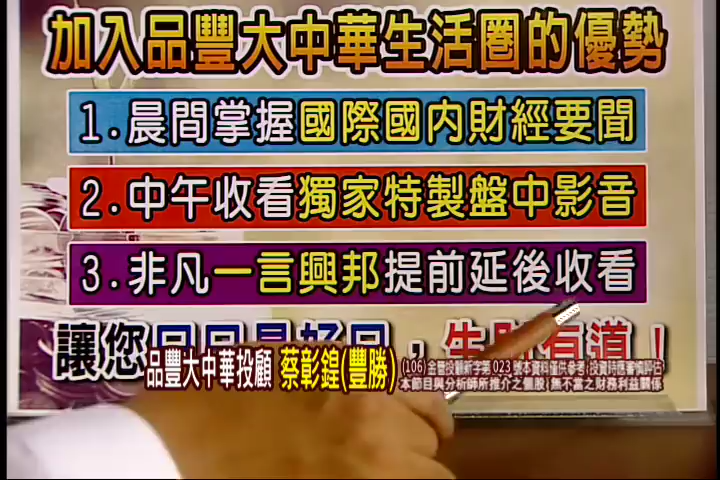 加入品豐大中華生活圈的優勢
1.晨間掌握國際國內財經要聞
2.中午收看獨家特製盤中影音
3.非凡一言興邦提前延後收看
讓您日日是好日,生財有道!
品豐大中華投顧 蔡彰鍠(豐勝)
(106)金管投顧新字第023號本資料僅供參考(投資時應審慎評估)
本節目與分析師所推介之個股 無不當之財務利益關係